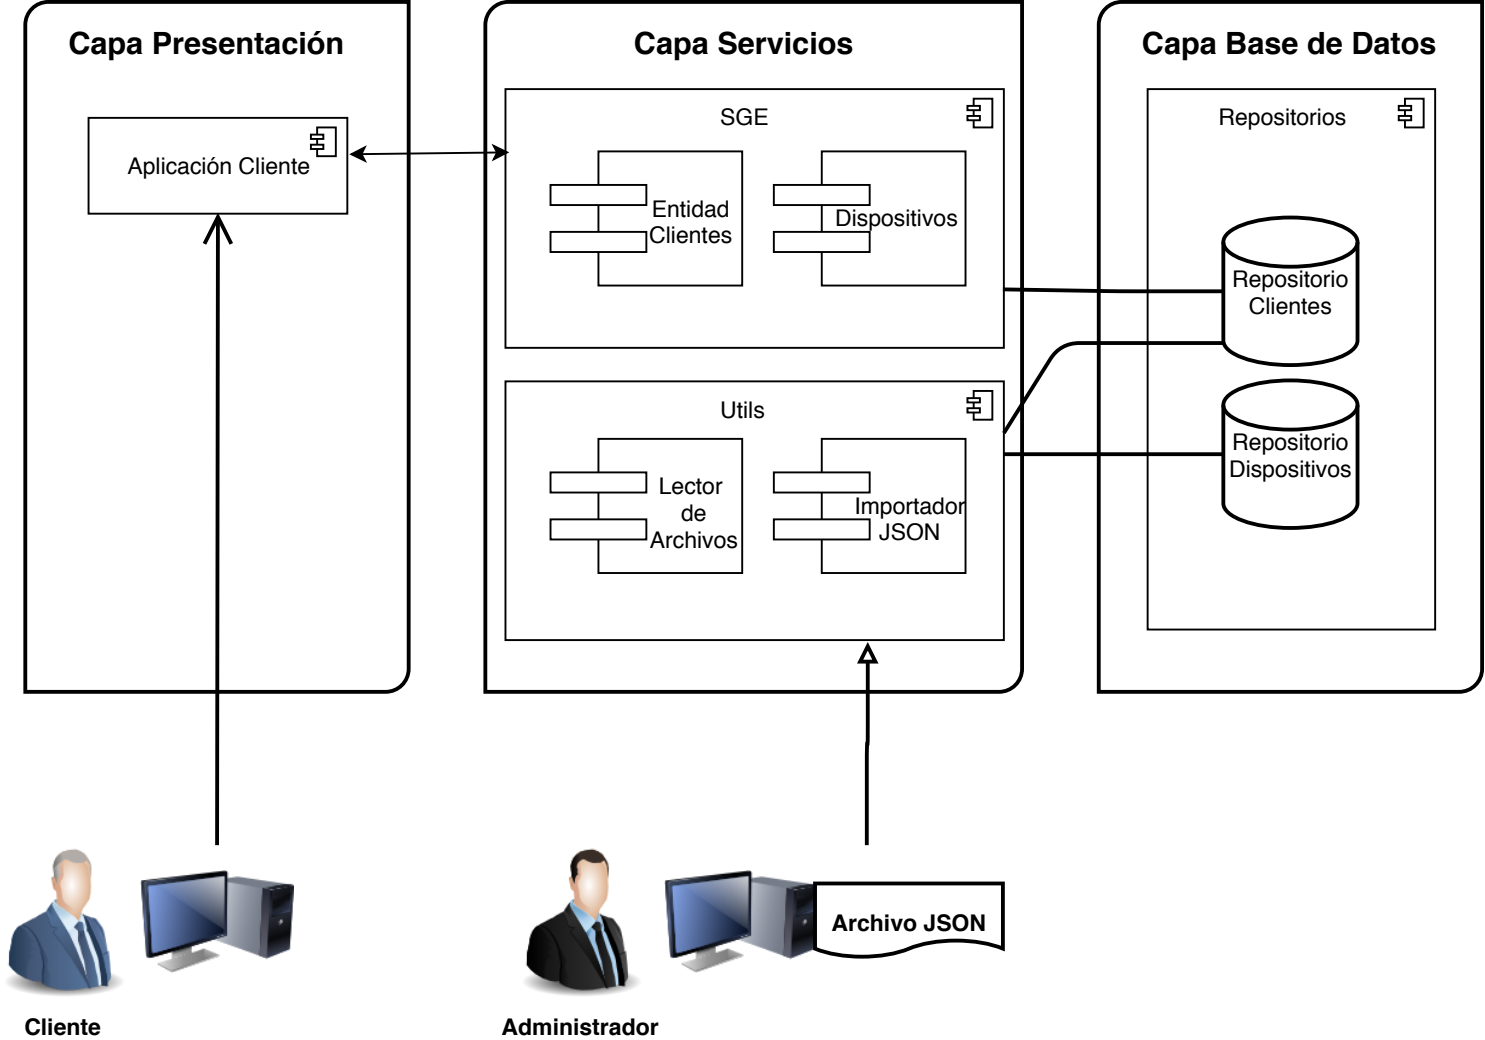 Capa Presentación
Aplicación Cliente
Capa Servicios
SGE
Entidad
Clientes
Dispositivos
Utils
Lector
de
Archivos
Importador
JSON
Capa Base de Datos
Repositorios
Repositorio
Clientes
Repositorio
Dispositivos
Archivo JSON
Cliente
Administrador